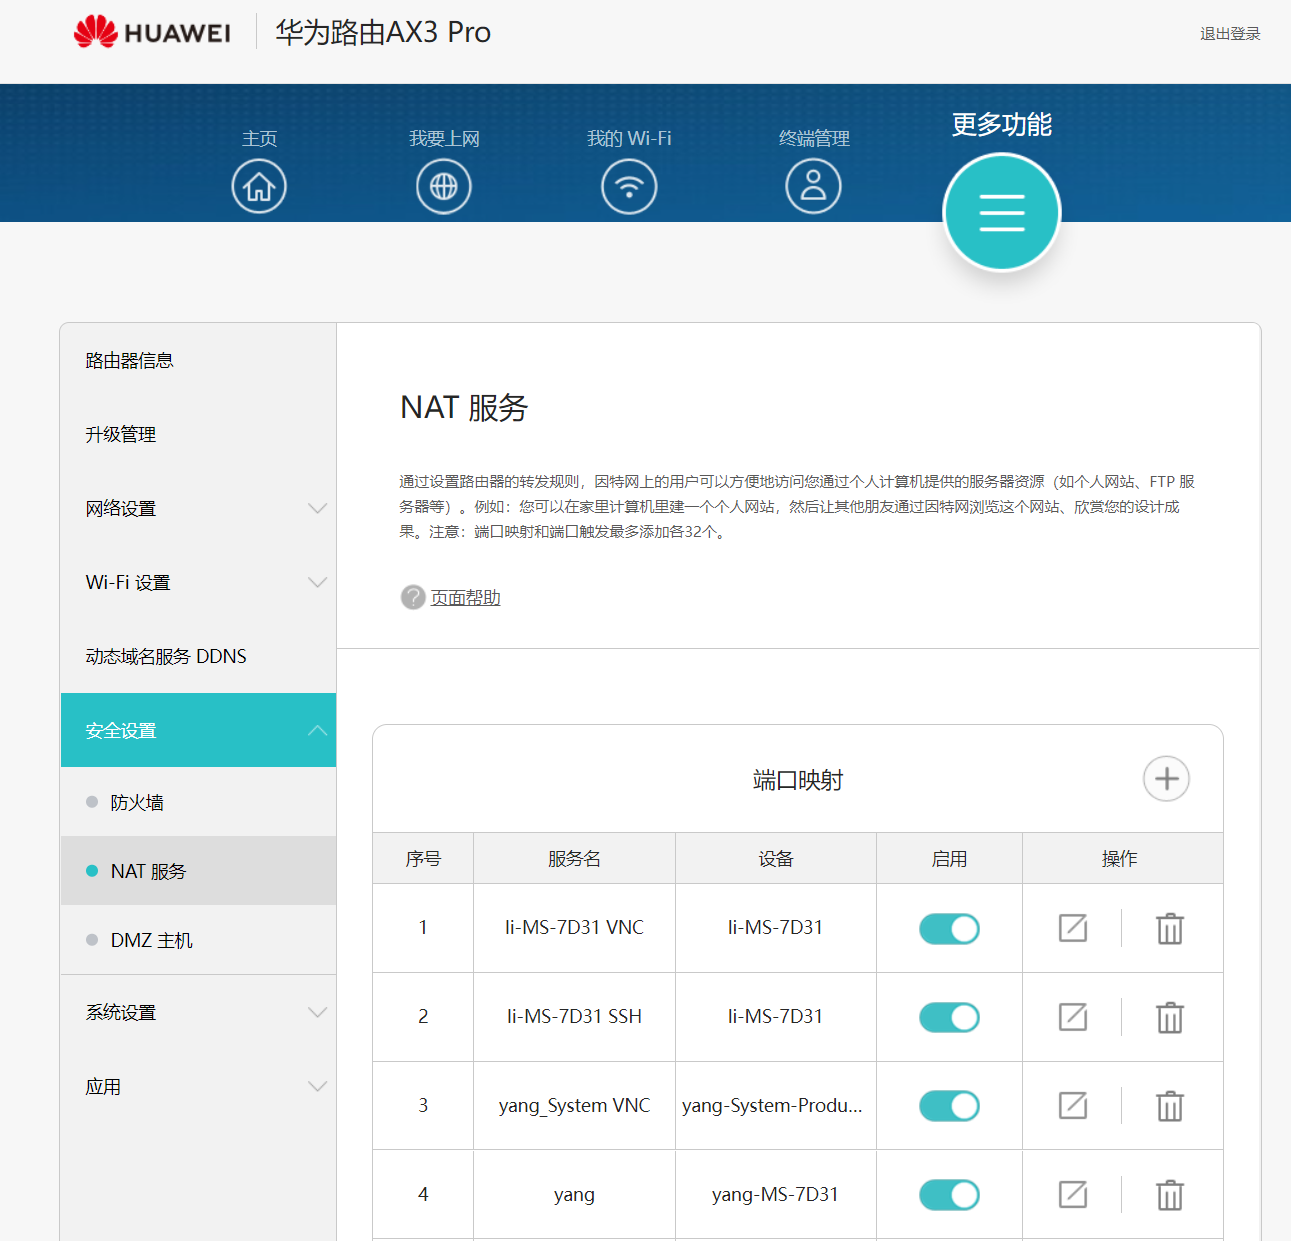 HUAWEI 华为路由AX3 Pro 退出登录
主页 我要上网 我的 Wi-Fi 终端管理 更多功能
路由器信息
升级管理
网络设置
Wi-Fi 设置
动态域名服务 DDNS
安全设置
防火墙
NAT 服务
DMZ 主机
系统设置
应用
NAT 服务
通过设置路由器的转发规则，因特网上的用户可以方便地访问您通过个人计算机提供的服务器资源（如个人网站、FTP 服
务器等）。例如：您可以在家里计算机里建一个个人网站，然后让其他朋友通过因特网浏览这个网站、欣赏您的设计成
果。注意：端口映射和端口触发最多添加各32个。
? 页面帮助
端口映射
序号 服务名 设备 启用 操作
1 li-MS-7D31 VNC li-MS-7D31
2 li-MS-7D31 SSH li-MS-7D31
3 yang_System VNC yang-System-Produ...
4 yang yang-MS-7D31